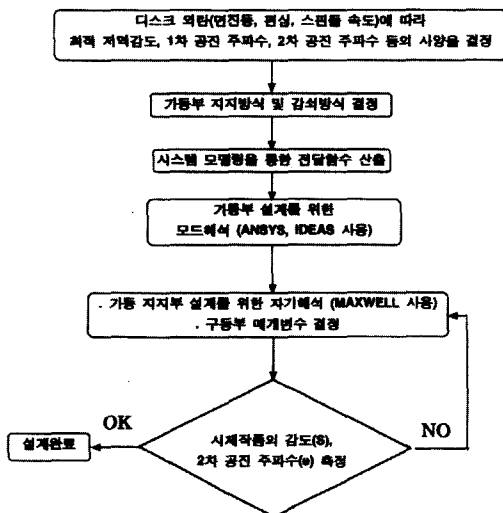 디스크 외란(면진동, 편심, 스핀들 속도)에 따라
최적 저역감도, 1차 공진 주파수, 2차 공진 주파수 등의 사양을 결정
가동부 지지방식 및 감쇠방식 결정
시스템 모델링을 통한 전달함수 산출
가동부 설계를 위한
모드해석 (ANSYS, IDEAS 사용)
. 가동 지지부 설계를 위한 자기해석 (MAXWELL 사용)
. 구동부 매개변수 결정
OK
NO
설계완료
시제작품의 감도(S),
2차 공진 주파수(ω) 측정